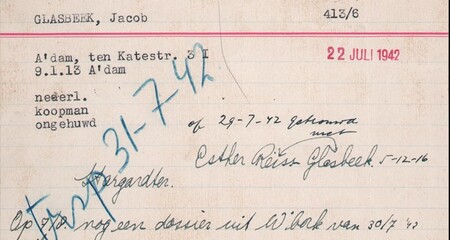 GLASBEEK, Jacob 413/6
A'dam, ten Katestr. 3 I 22 JULI 1942
9.1.13 A'dam
nederl.
koopman
ongehuwd
op 29-7-42 getrouwd
met
Esther Reiss Glasbeek. 5-12-16
Trsp 31-7-42
Op nog een dossier uit W'bork van 30/7 '42